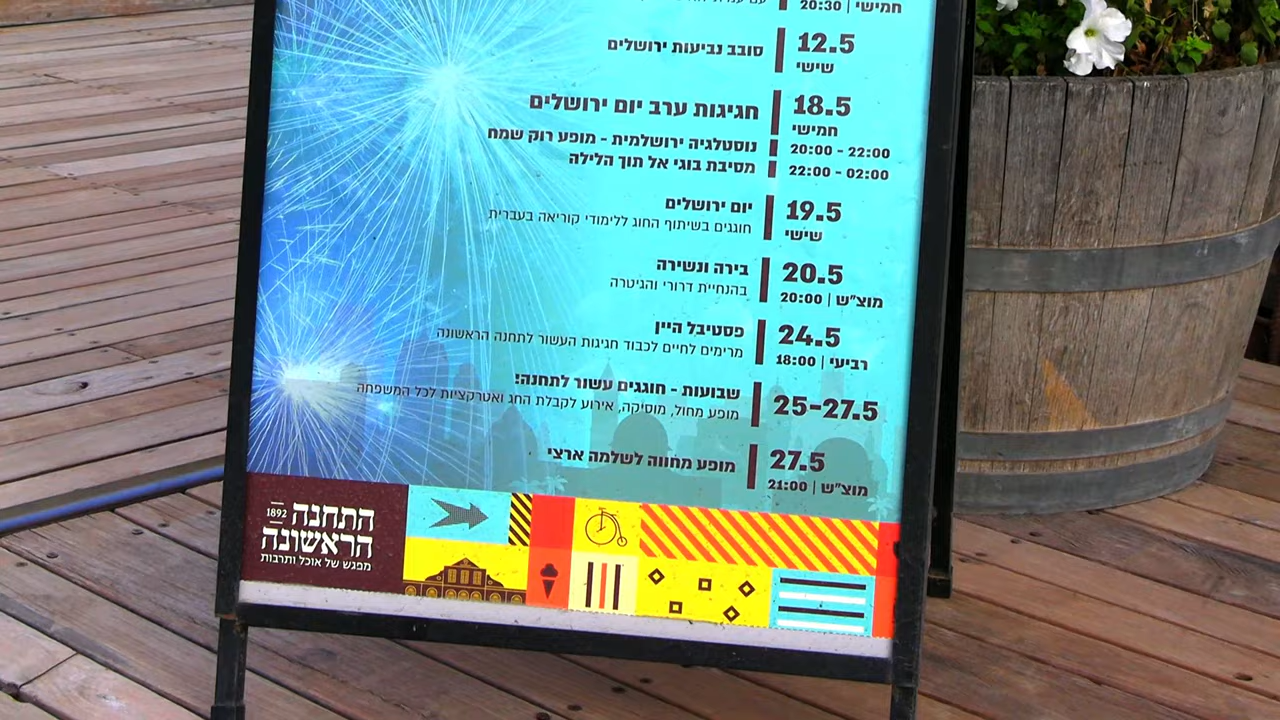 חמישי | 20:30
12.5
שישי
סובב נביעות ירושלים
18.5
חמישי
חגיגות ערב יום ירושלים
20:00 - 22:00
נוסטלגיה ירושלמית - מופע רוק שמח
22:00 - 02:00
מסיבת בוגי אל תוך הלילה
19.5
שישי
יום ירושלים
חוגגים בשיתוף החוג ללימודי קוריאה בעברית
20.5
מוצ"ש | 20:00
בירה ונשירה
בהנחיית דרורי והגיטרה
24.5
רביעי | 18:00
פסטיבל היין
מרימים לחיים לכבוד חגיגות העשור לתחנה הראשונה
25-27.5
שבועות - חוגגים עשור לתחנה!
מופע מחול, מוסיקה, אירוע לקבלת החג ואטרקציות לכל המשפחה
27.5
מוצ"ש | 21:00
מופע מחווה לשלמה ארצי
התחנה 1892
הראשונה
מפגש של אוכל ותרבות